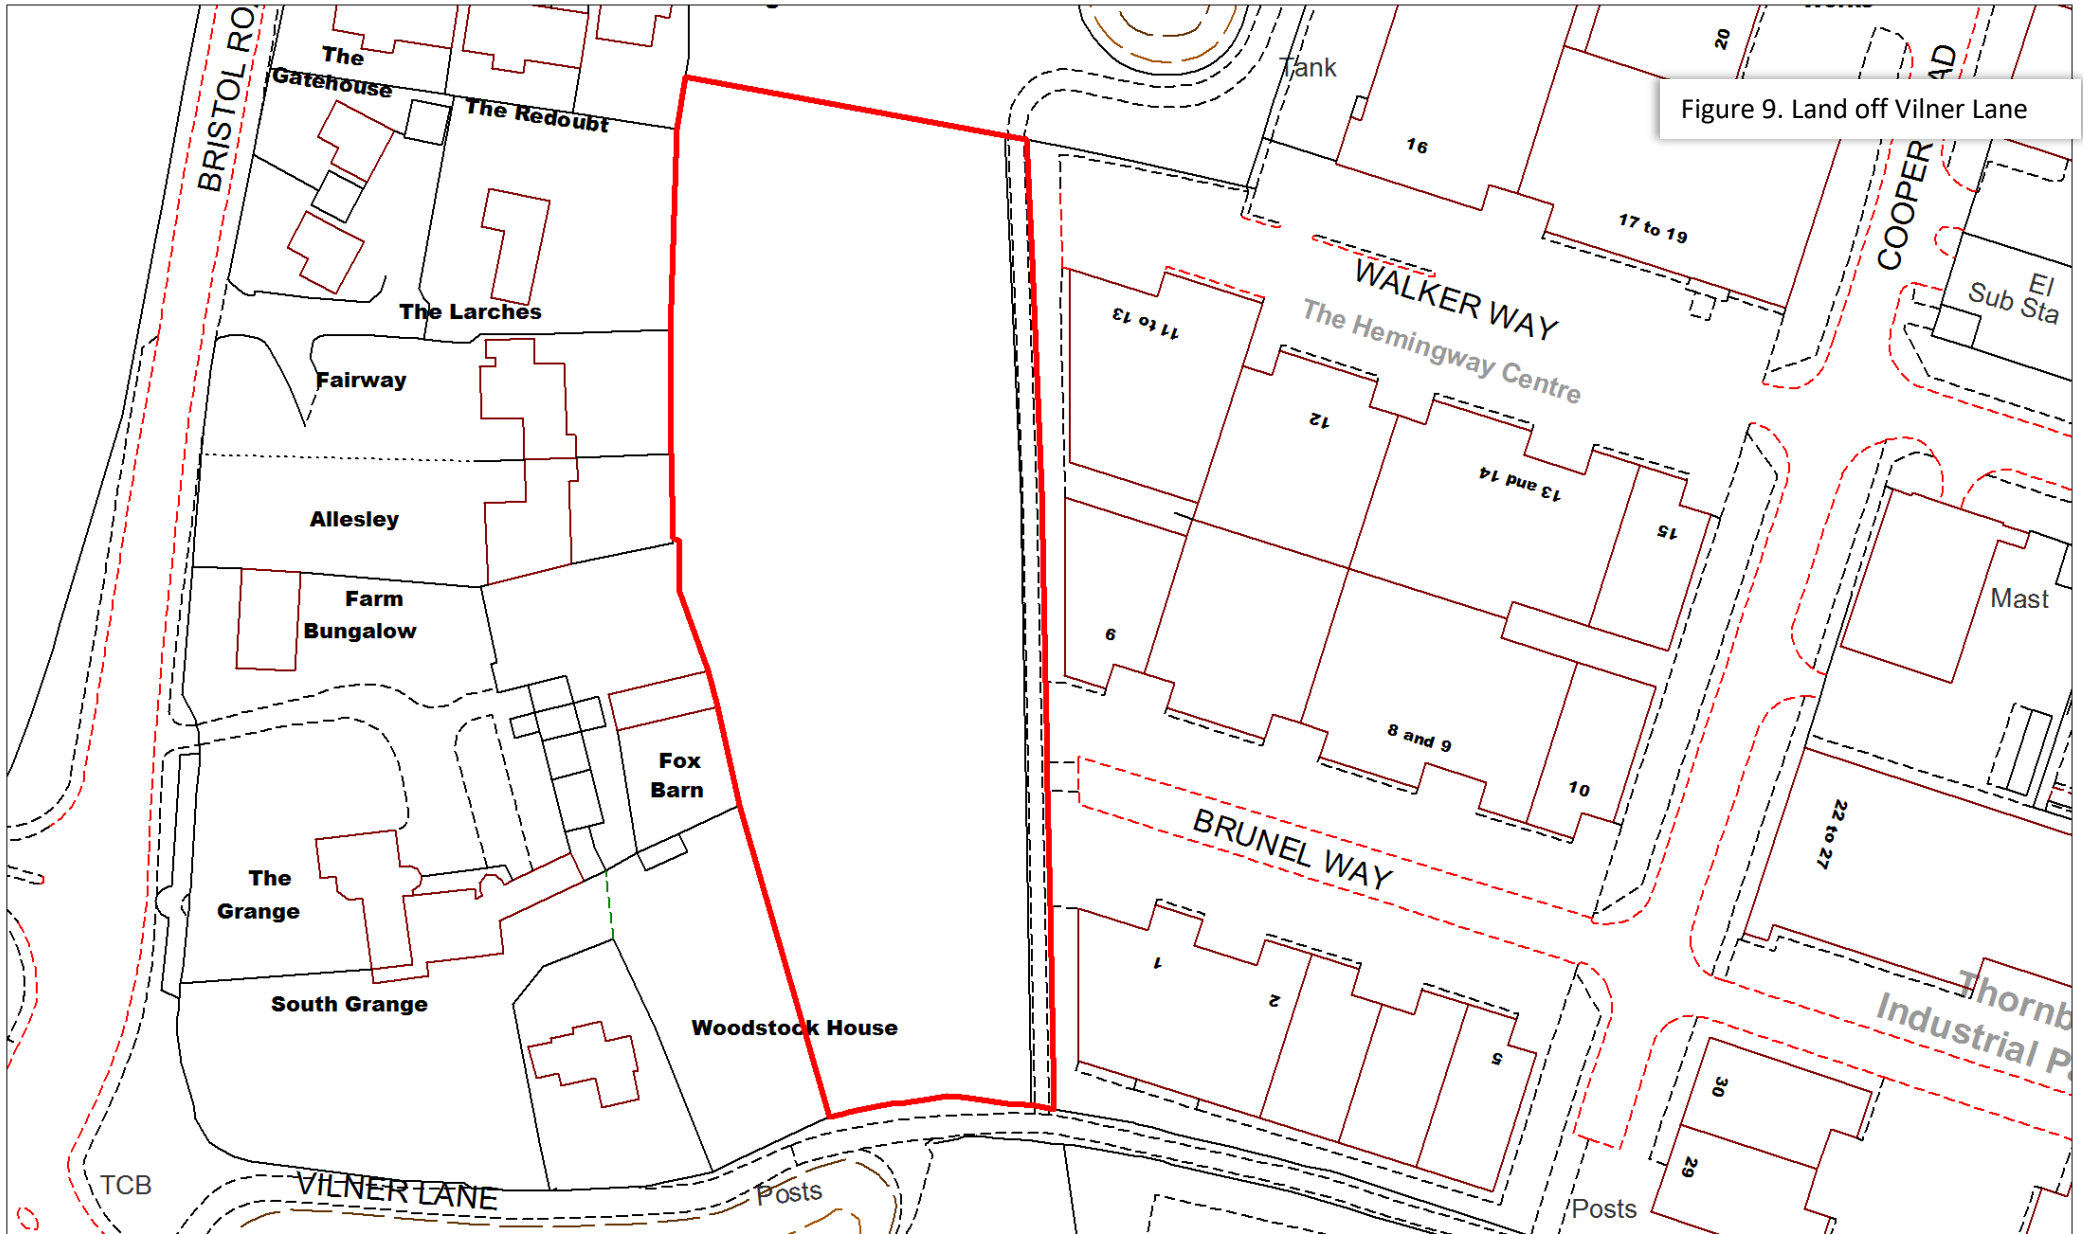 Figure 9. Land off Vilner Lane
BRISTOL RO
The
Gatehouse
The Redoubt
The Larches
Fairway
Allesley
Farm
Bungalow
Fox
Barn
The
Grange
South Grange
Woodstock House
TCB
VILNER LANE
Posts
Tank
16
17 to 19
20
COOPER
AD
El
Sub Sta
WALKER WAY
The Hemingway Centre
11 to 13
12
13 and 14
15
Mast
6
8 and 9
10
BRUNEL WAY
22 to 27
1
2
5
Thornb
Industrial P
30
29
Posts